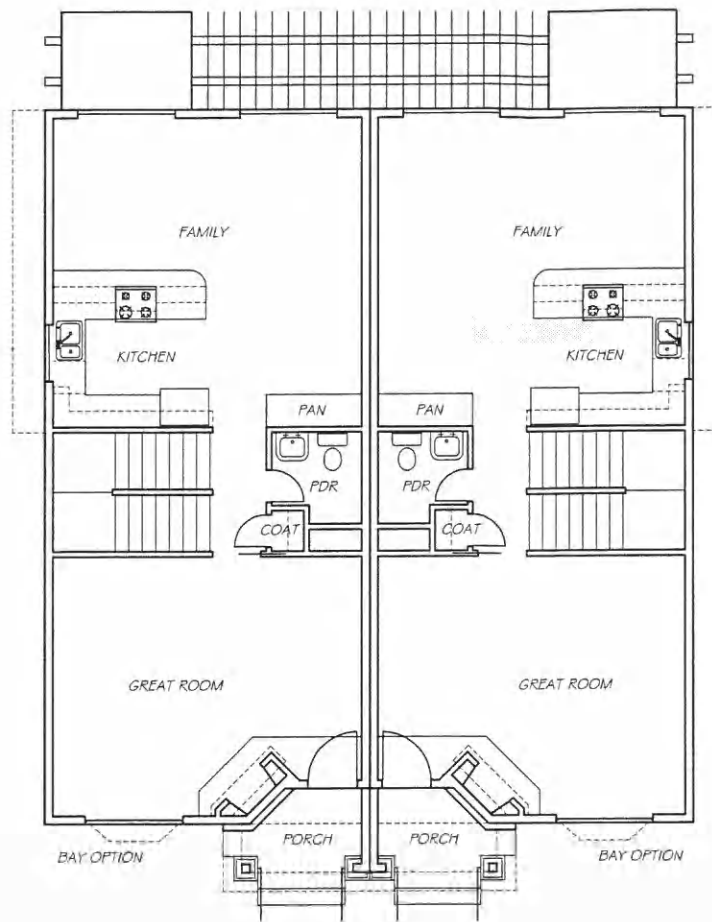 FAMILY
FAMILY
KITCHEN
KITCHEN
PAN
PAN
PDR
PDR
COAT
COAT
GREAT ROOM
GREAT ROOM
PORCH
PORCH
BAY OPTION
BAY OPTION